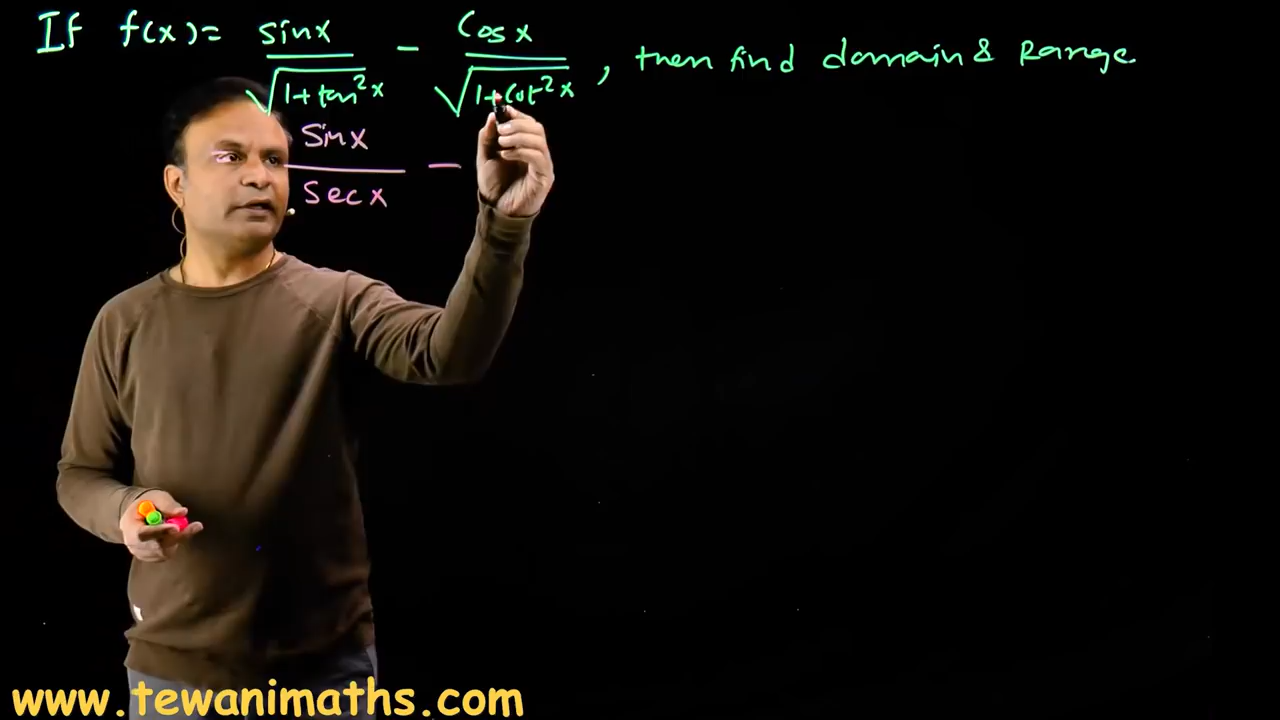 If f(x) = sinx / √1+tan²x - Cosx / √1+cot²x , then find domain & Range
Sinx / Secx -
www.tewanimaths.com